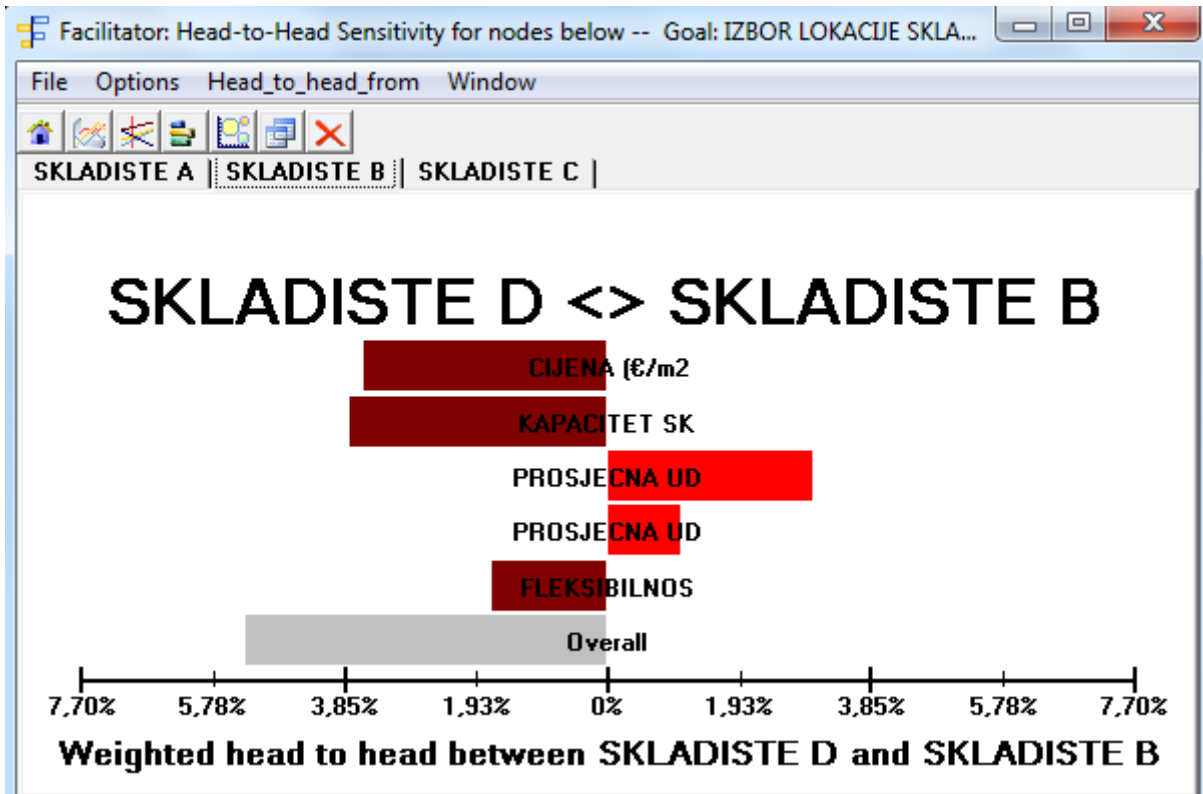 Facilitator: Head-to-Head Sensitivity for nodes below -- Goal: IZBOR LOKACIJE SKLA...
File Options Head_to_head_from Window
SKLADISTE A | SKLADISTE B | SKLADISTE C |
SKLADISTE D <> SKLADISTE B
CIJENA (€/m2
KAPACITET SK
PROSJECNA UD
PROSJECNA UD
FLEKSIBILNOS
Overall
7,70% 5,78% 3,85% 1,93% 0% 1,93% 3,85% 5,78% 7,70%
Weighted head to head between SKLADISTE D and SKLADISTE B